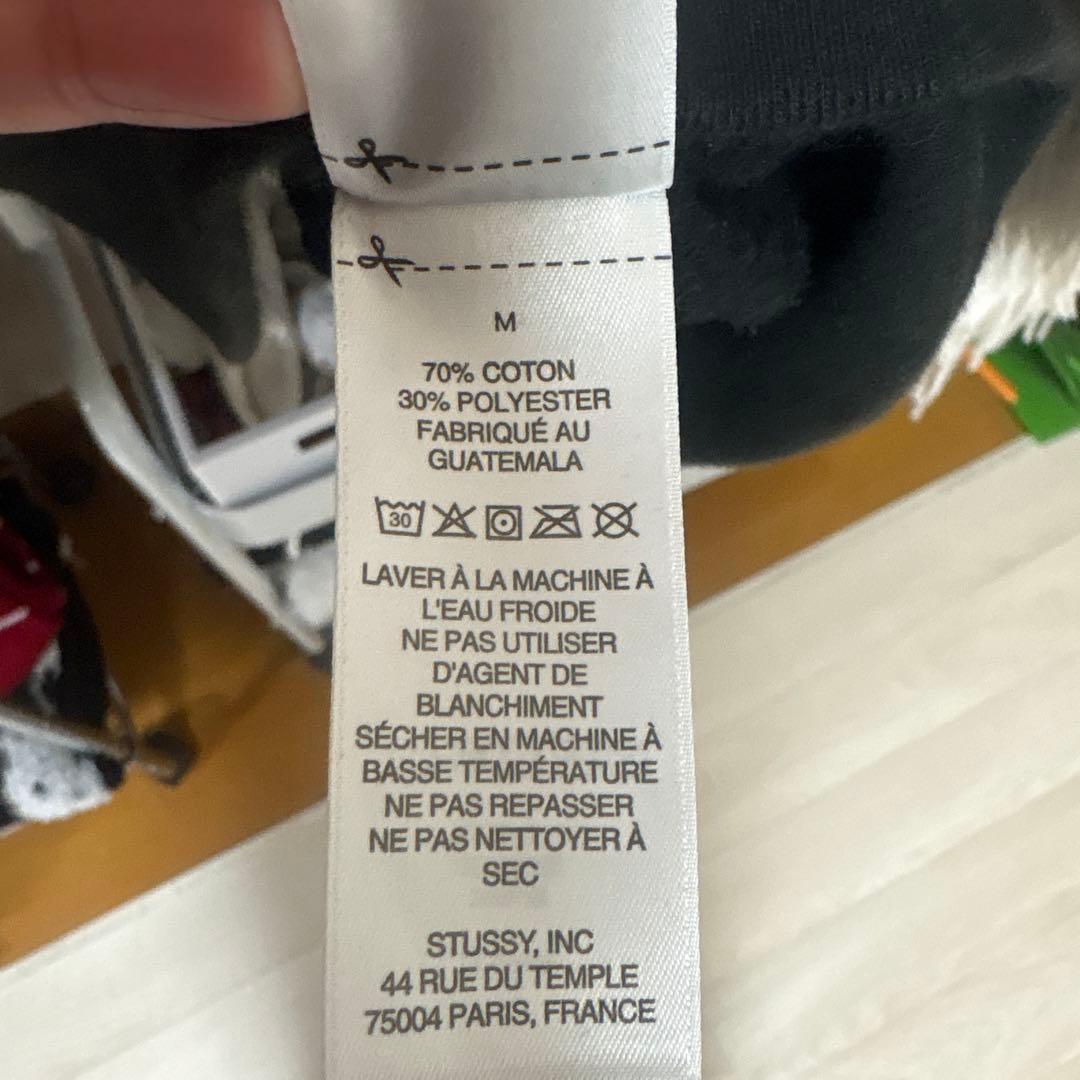 M
70% COTON
30% POLYESTER
FABRIQUÉ AU
GUATEMALA
30
LAVER À LA MACHINE À
L'EAU FROIDE
NE PAS UTILISER
D'AGENT DE
BLANCHIMENT
SÉCHER EN MACHINE À
BASSE TEMPÉRATURE
NE PAS REPASSER
NE PAS NETTOYER À
SEC
STUSSY, INC
44 RUE DU TEMPLE
75004 PARIS, FRANCE